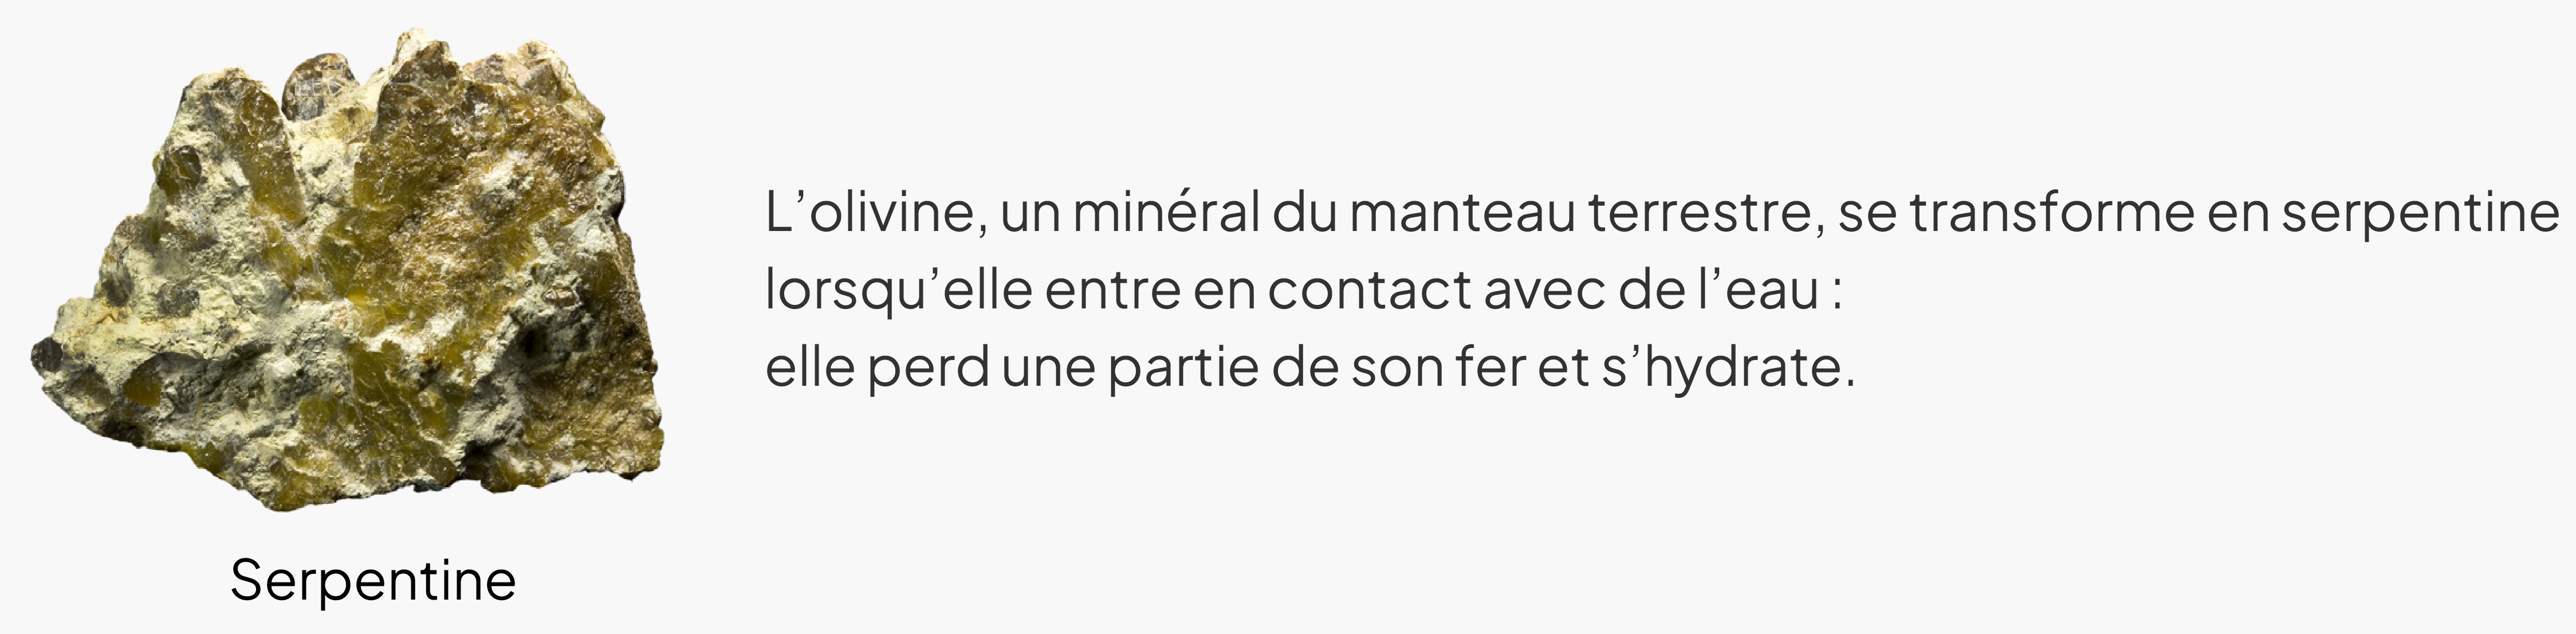 L’olivine, un minéral du manteau terrestre, se transforme en serpentine
lorsqu’elle entre en contact avec de l’eau :
elle perd une partie de son fer et s’hydrate.
Serpentine